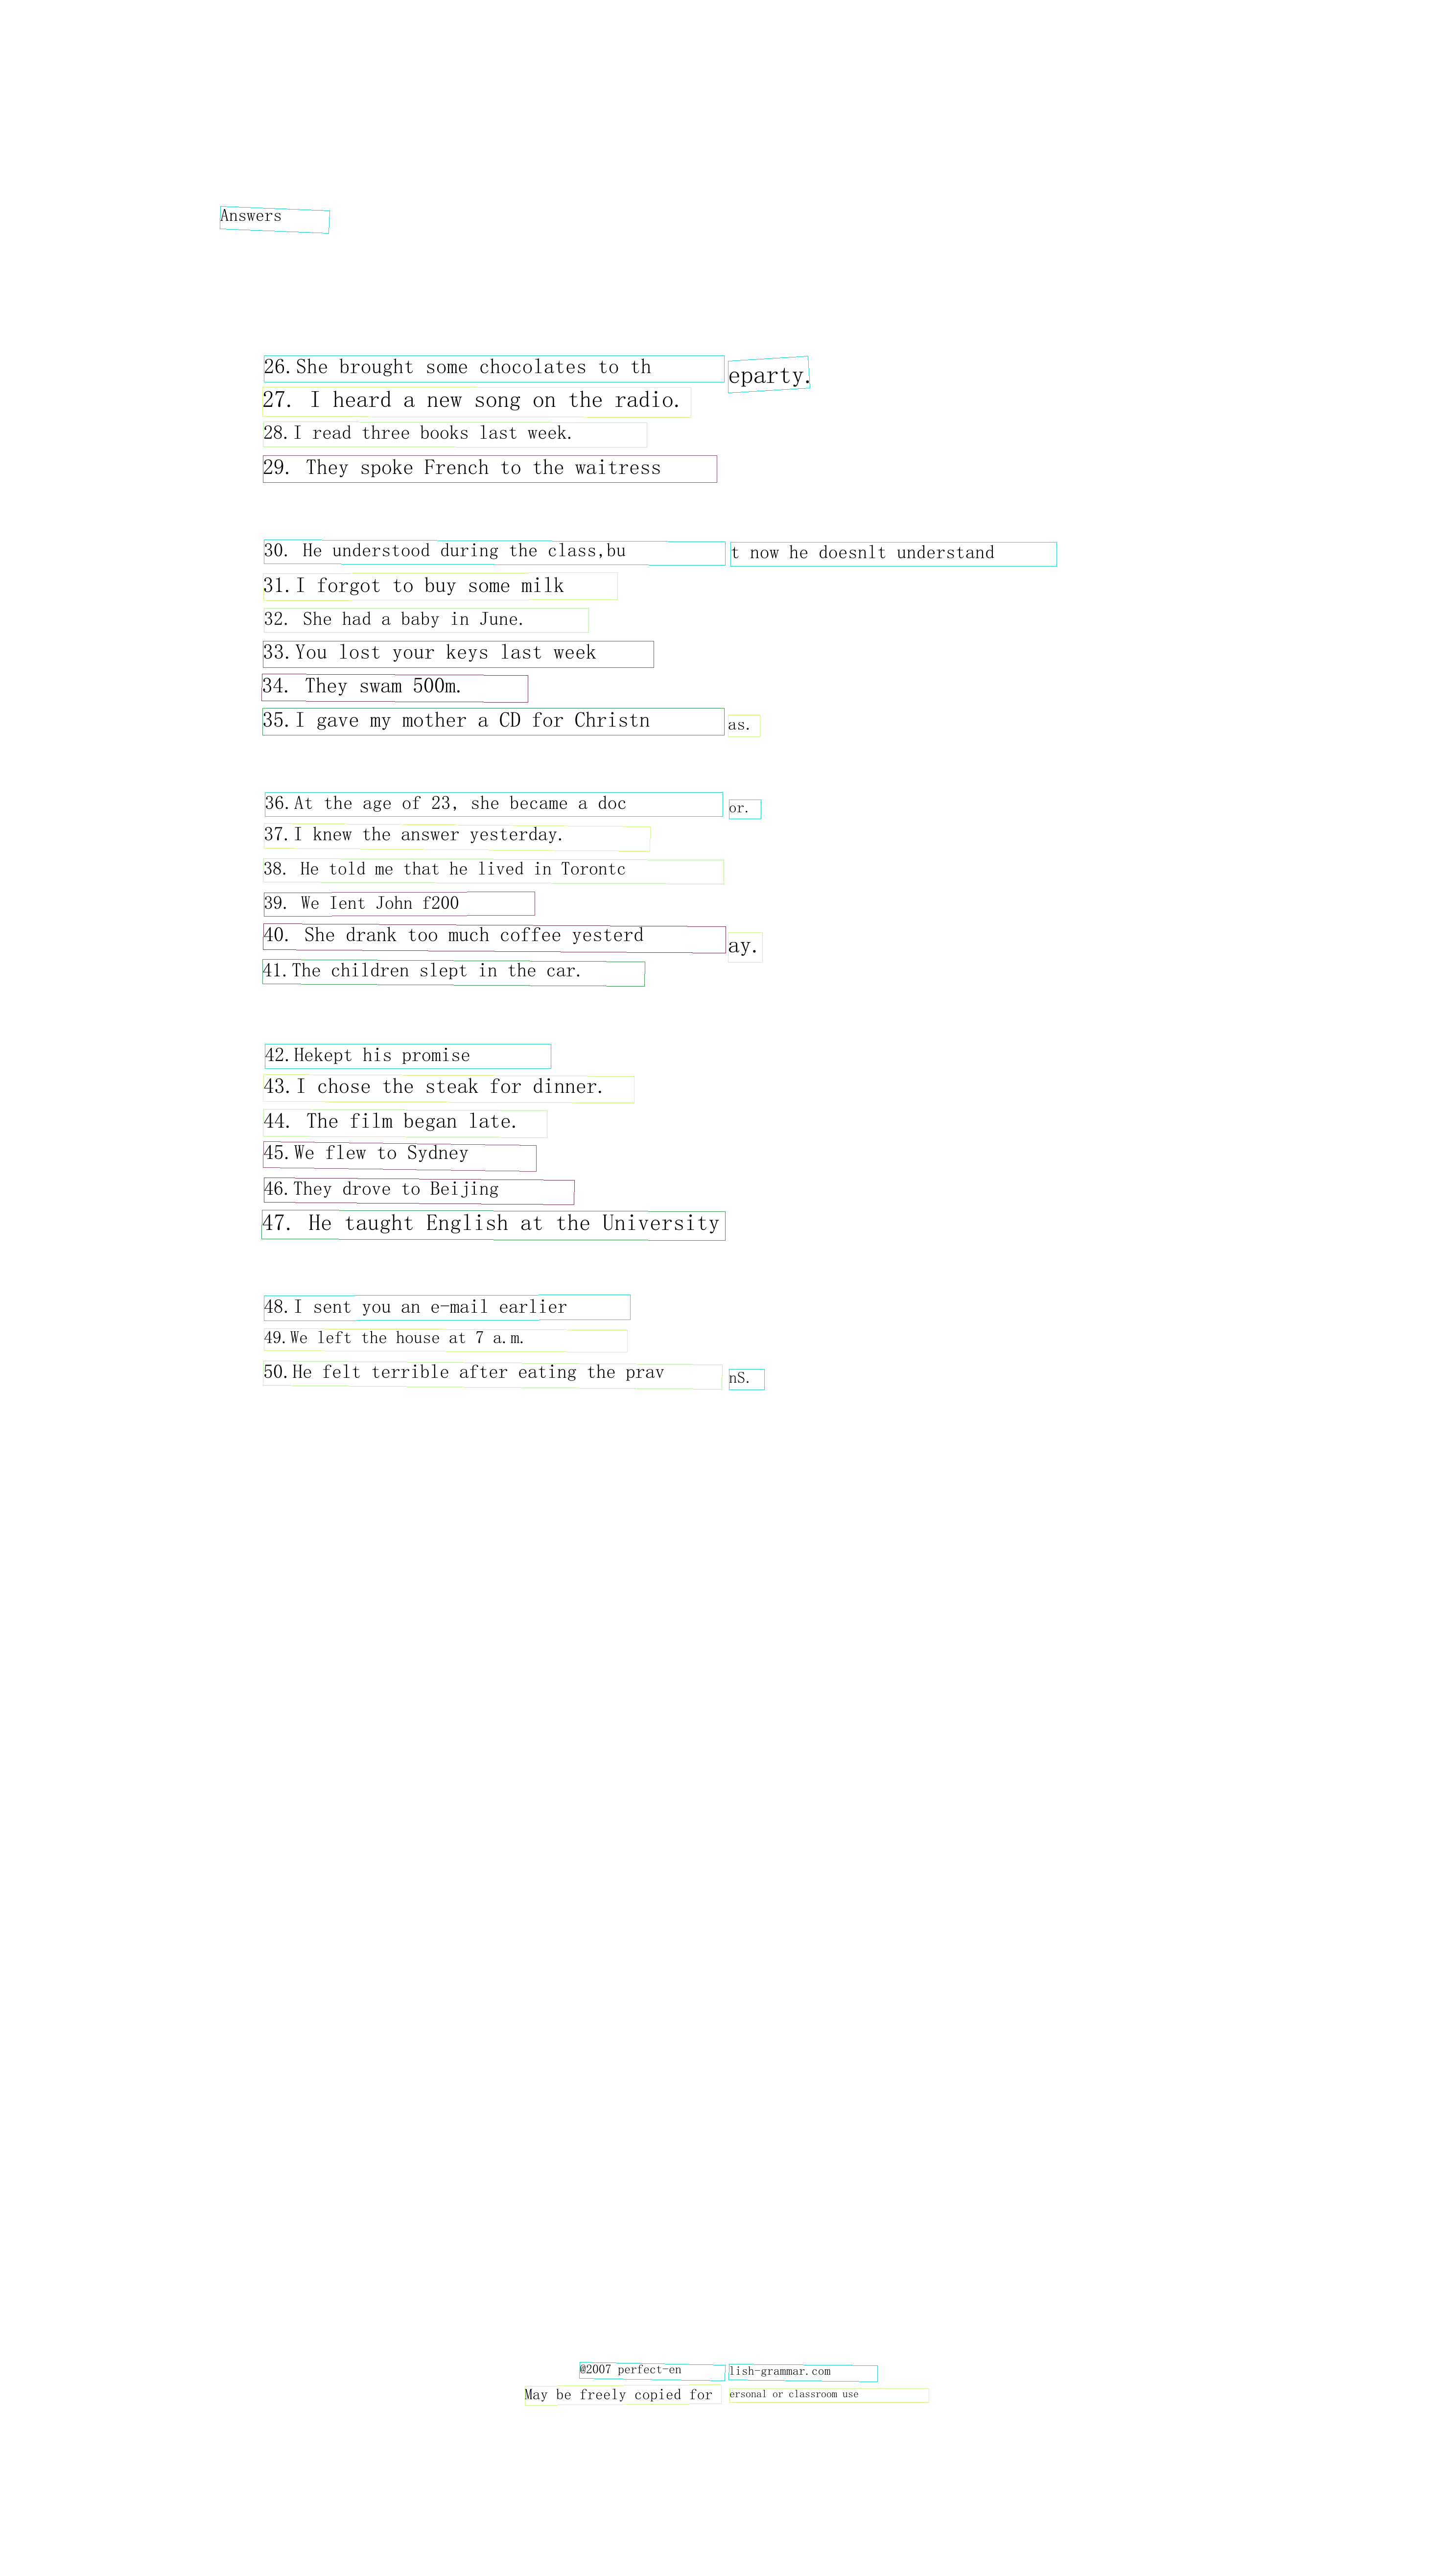 Answers
26.She brought some chocolates to th eparty.
27. I heard a new song on the radio.
28.I read three books last week.
29. They spoke French to the waitress
30. He understood during the class,bu t now he doesnlt understand
31.I forgot to buy some milk
32. She had a baby in June.
33.You lost your keys last week
34. They swam 500m.
35.I gave my mother a CD for Christn as.
36.At the age of 23, she became a doc or.
37.I knew the answer yesterday.
38. He told me that he lived in Torontc
39. We Ient John f200
40. She drank too much coffee yesterd ay.
41.The children slept in the car.
42.Hekept his promise
43.I chose the steak for dinner.
44. The film began late.
45.We flew to Sydney
46.They drove to Beijing
47. He taught English at the University
48.I sent you an e-mail earlier
49.We left the house at 7 a.m.
50.He felt terrible after eating the prav nS.
@2007 perfect-en lish-grammar.com
May be freely copied for ersonal or classroom use